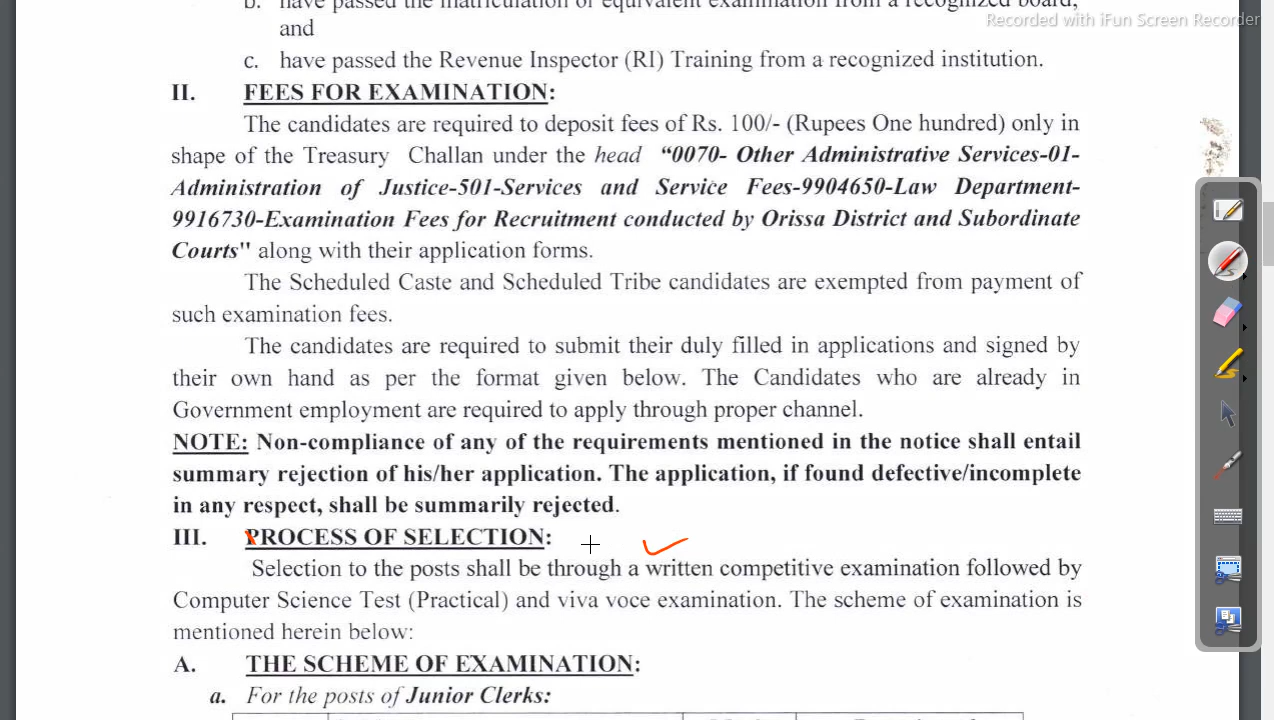 b. have passed the matriculation or equivalent examination from a recognized board,
and
Recorded with iFun Screen Recorder
c. have passed the Revenue Inspector (RI) Training from a recognized institution.
II. FEES FOR EXAMINATION:
The candidates are required to deposit fees of Rs. 100/- (Rupees One hundred) only in
shape of the Treasury Challan under the head “0070- Other Administrative Services-01-
Administration of Justice-501-Services and Service Fees-9904650-Law Department-
9916730-Examination Fees for Recruitment conducted by Orissa District and Subordinate
Courts" along with their application forms.
The Scheduled Caste and Scheduled Tribe candidates are exempted from payment of
such examination fees.
The candidates are required to submit their duly filled in applications and signed by
their own hand as per the format given below. The Candidates who are already in
Government employment are required to apply through proper channel.
NOTE: Non-compliance of any of the requirements mentioned in the notice shall entail
summary rejection of his/her application. The application, if found defective/incomplete
in any respect, shall be summarily rejected.
III. PROCESS OF SELECTION:
Selection to the posts shall be through a written competitive examination followed by
Computer Science Test (Practical) and viva voce examination. The scheme of examination is
mentioned herein below:
A. THE SCHEME OF EXAMINATION:
a. For the posts of Junior Clerks: